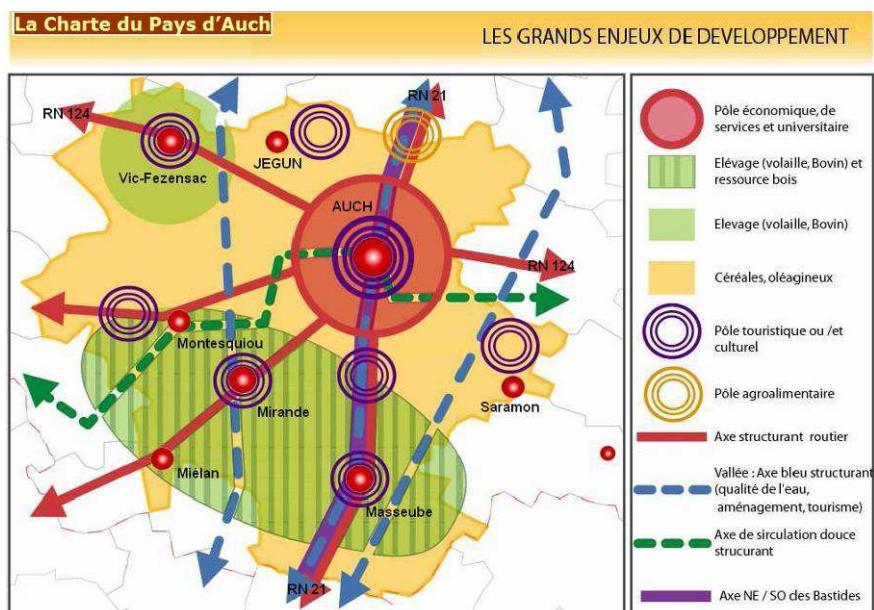 La Charte du Pays d'Auch
LES GRANDS ENJEUX DE DEVELOPPEMENT
RN 124
RN 21
Vic-Fezensac
JEGUN
AUCH
RN 124
Montesquiou
Mirande
Saramon
Miélan
Masseube
RN 21
Pôle économique, de
services et universitaire
Elévage (volaille, Bovin) et
ressource bois
Elevage (volaille, Bovin)
Céréales, oléagineux
Pôle touristique ou /et
culturel
Pôle agroalimentaire
Axe structurant routier
Vallée : Axe bleu structurant
(qualité de l'eau,
aménagement, tourisme)
Axe de sirculation douce
strucurant
Axe NE / SO des Bastides